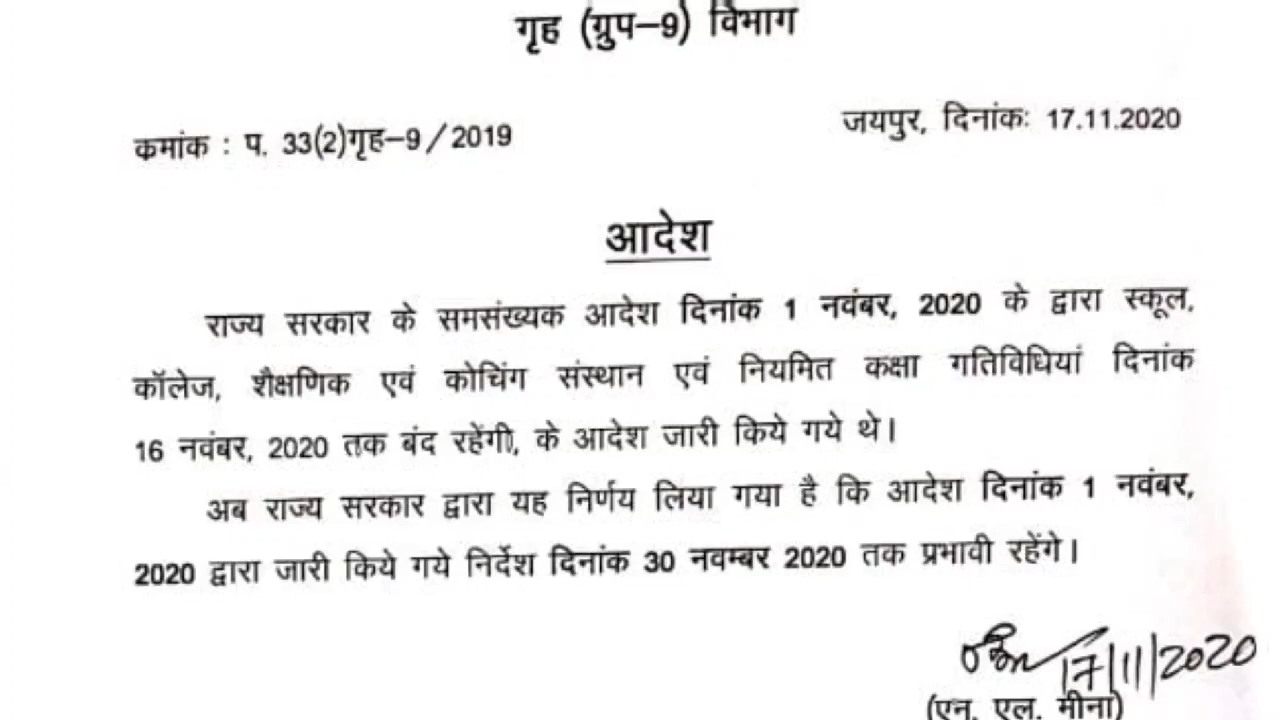 गृह (ग्रुप–9) विभाग
कमांक : प. 33(2)गृह–9/2019
जयपुर, दिनांकः 17.11.2020
आदेश
राज्य सरकार के समसंख्यक आदेश दिनांक 1 नवंबर, 2020 के द्वारा स्कूल,
कॉलेज, शैक्षणिक एवं कोचिंग संस्थान एवं नियमित कक्षा गतिविधियां दिनांक
16 नवंबर, 2020 तक बंद रहेंगी, के आदेश जारी किये गये थे।
अब राज्य सरकार द्वारा यह निर्णय लिया गया है कि आदेश दिनांक 1 नवंबर,
2020 द्वारा जारी किये गये निर्देश दिनांक 30 नवम्बर 2020 तक प्रभावी रहेंगे।
17/11/2020
(एन. एल. मीना)